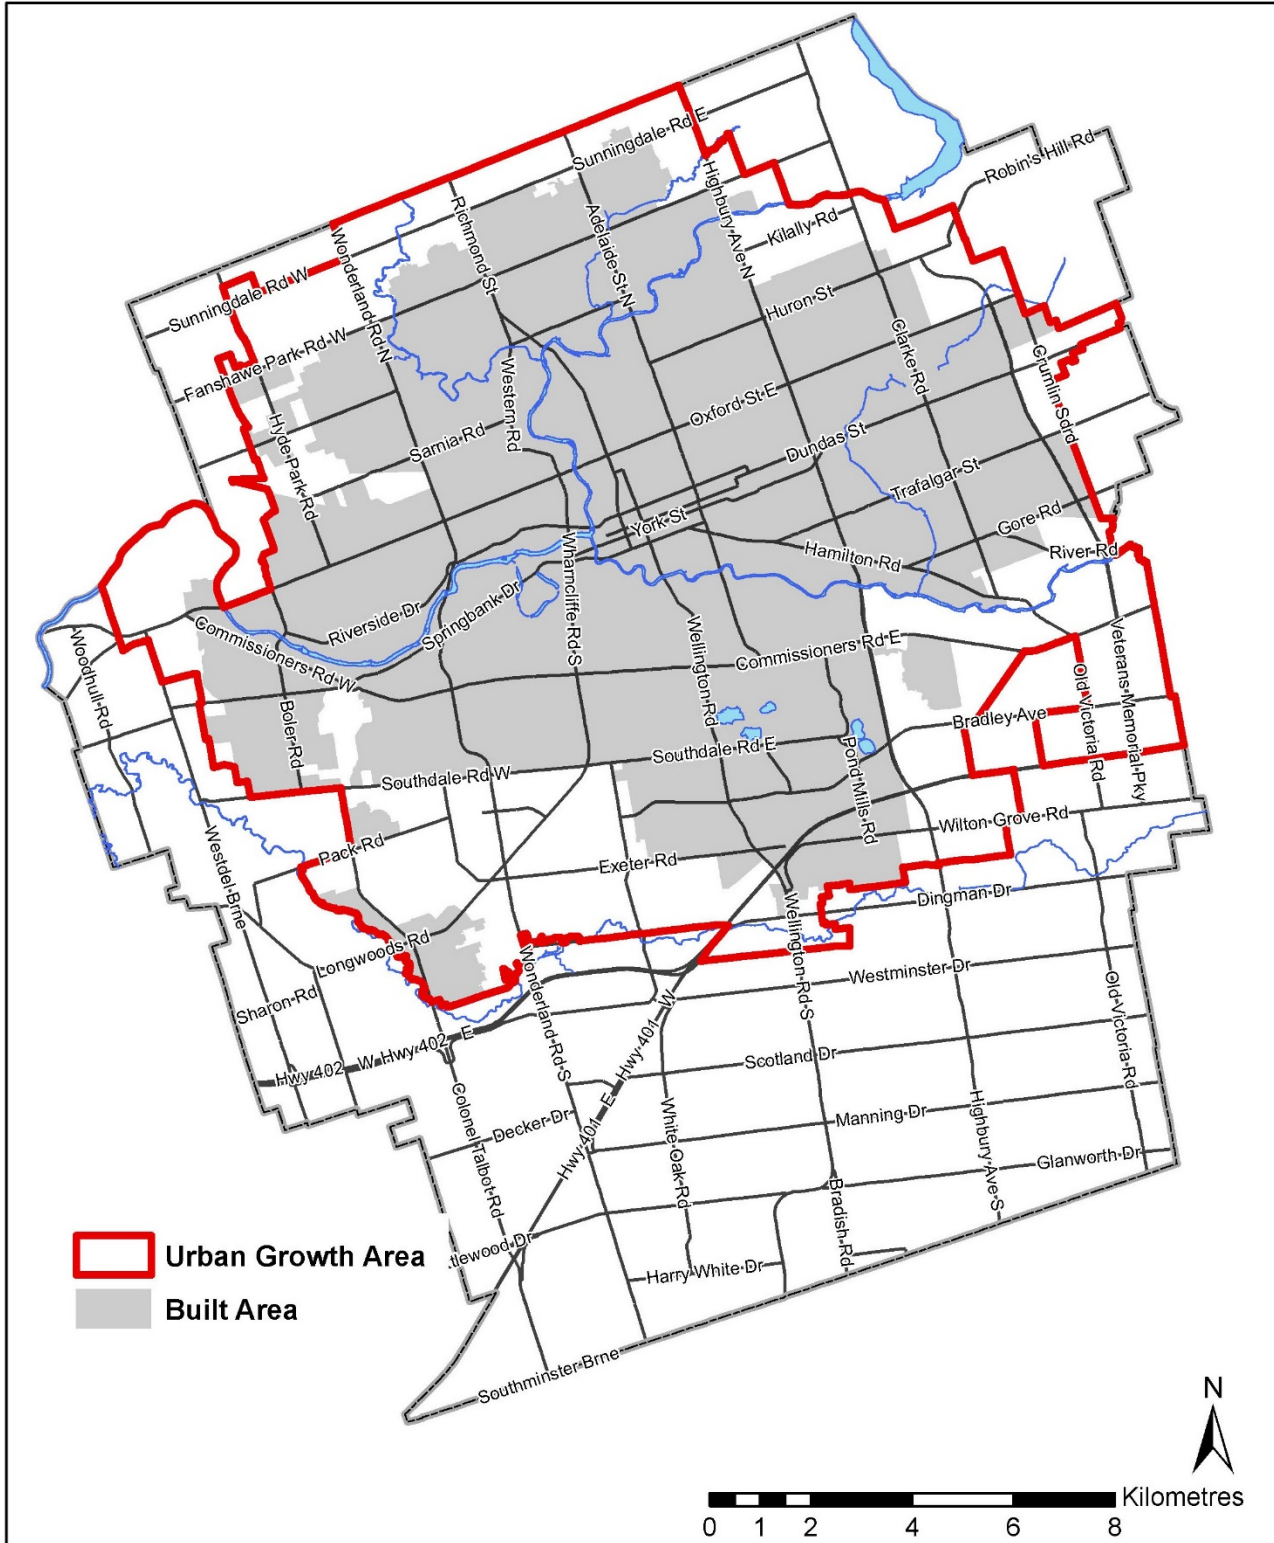 Sunningdale Rd E
Robin's Hill Rd
Highbury Ave N
Richmond St
Adelaide St N
Kilally Rd
Wonderland Rd N
Sunningdale Rd W
Huron St
Fanshawe Park Rd W
Clarke Rd
Western Rd
Crumlin Sdrd
Oxford St E
Hyde Park Rd
Sarnia Rd
Dundas St
Trafalgar St
York St
Gore Rd
Hamilton Rd
River Rd
Wharncliffe Rd S
Riverside Dr
Springbank Dr
Commissioners Rd W
Woodhull Rd
Wellington Rd
Commissioners Rd E
Veterans Memorial Pky
Old Victoria Rd
Boler Rd
Bradley Ave
Southdale Rd E
Pond Mills Rd
Southdale Rd W
Wilton Grove Rd
Pack Rd
Westdel Brne
Exeter Rd
Dingman Dr
Longwoods Rd
Wellington Rd S
Wonderland Rd S
Westminster Dr
Sharon Rd
Old Victoria Rd
Hwy 402 W
Hwy 402 E
Hwy 401 W
Scotland Dr
Hwy 401 E
Colonel Talbot Rd
Decker Dr
White Oak Rd
Manning Dr
Highbury Ave S
Glanworth Dr
Bradish Rd
tlewood Dr
Harry White Dr
Southminster Brne
Urban Growth Area
Built Area
N
Kilometres
0 1 2 4 6 8